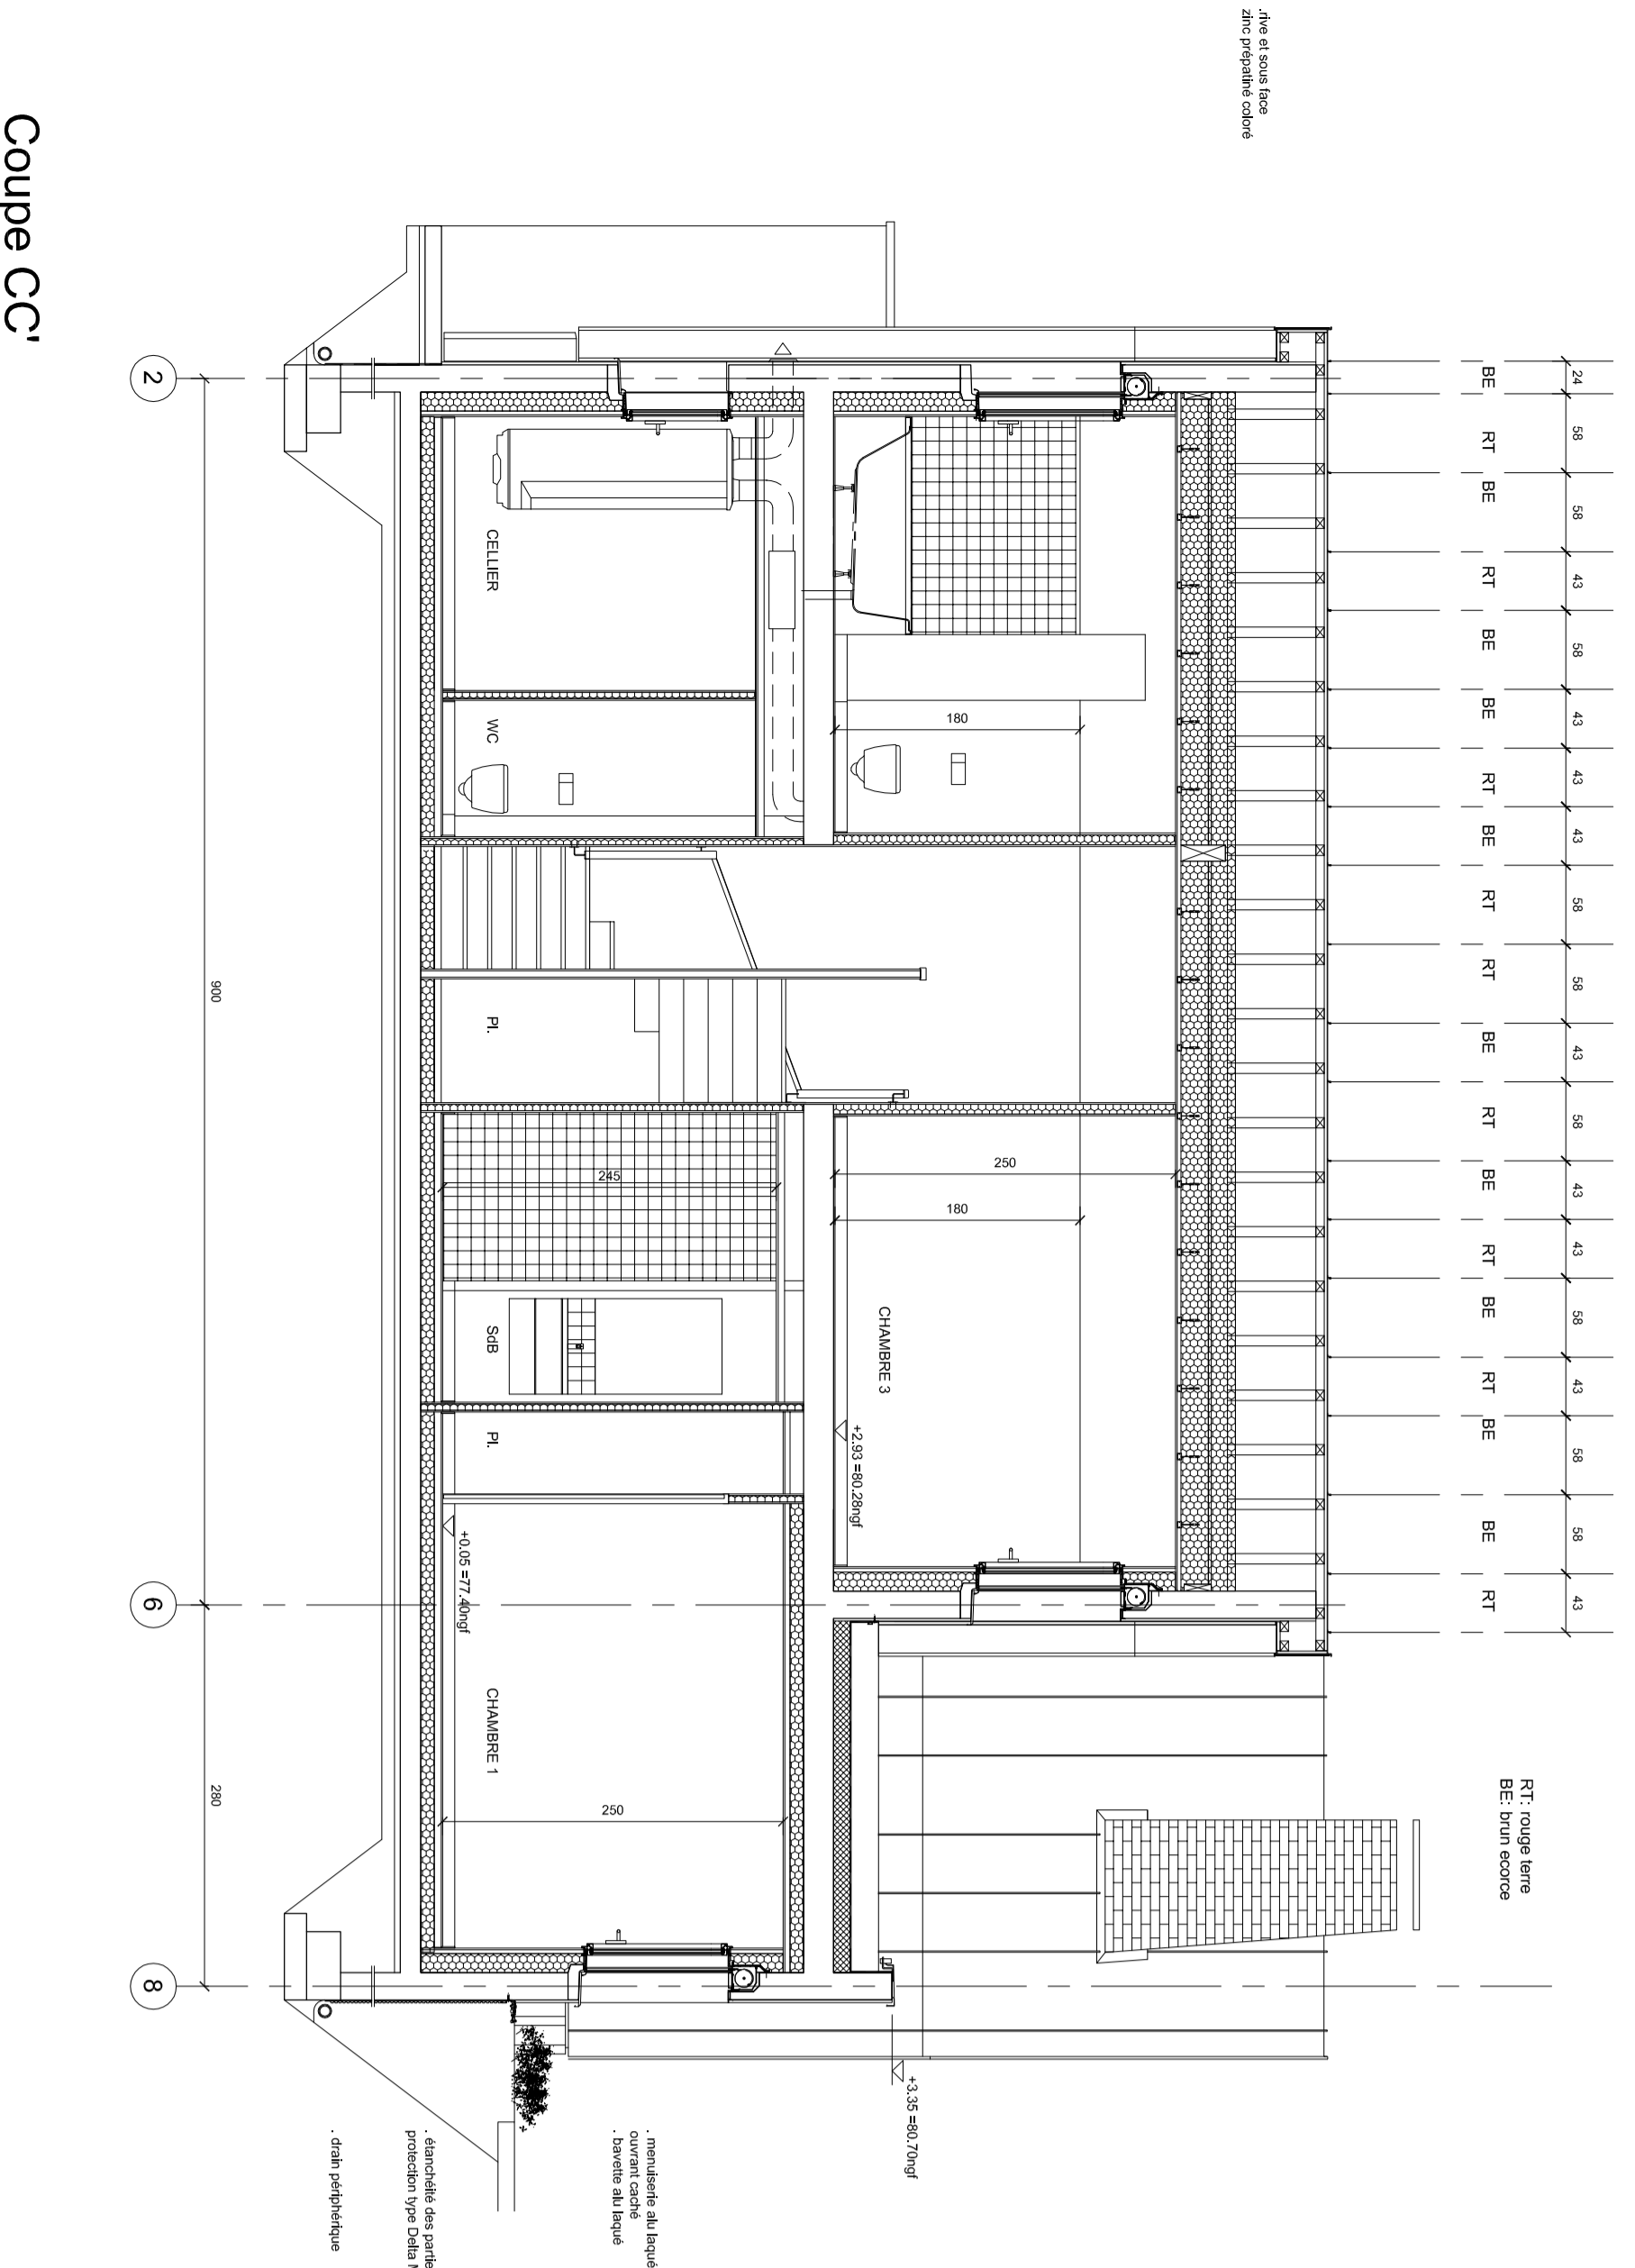 24
58
58
43
58
43
43
43
58
58
43
58
43
43
58
43
58
58
43
BE
RT
BE
RT
BE
BE
RT
BE
RT
RT
BE
RT
BE
RT
BE
RT
BE
BE
RT
RT: rouge terre
BE: brun ecorce
.rive et sous face
zinc prépatiné coloré
180
250
180
CHAMBRE 3
+2.93 =80.28ngf
+3.35 =80.70ngf
245
250
CELLIER
WC
Pl.
SdB
Pl.
CHAMBRE 1
+0.05 =77.40ngf
. menuiserie alu laqué
ouvrant caché
. bavette alu laqué
. étanchéité des partie
protection type Delta
. drain périphérique
900
280
2
6
8
Coupe CC'